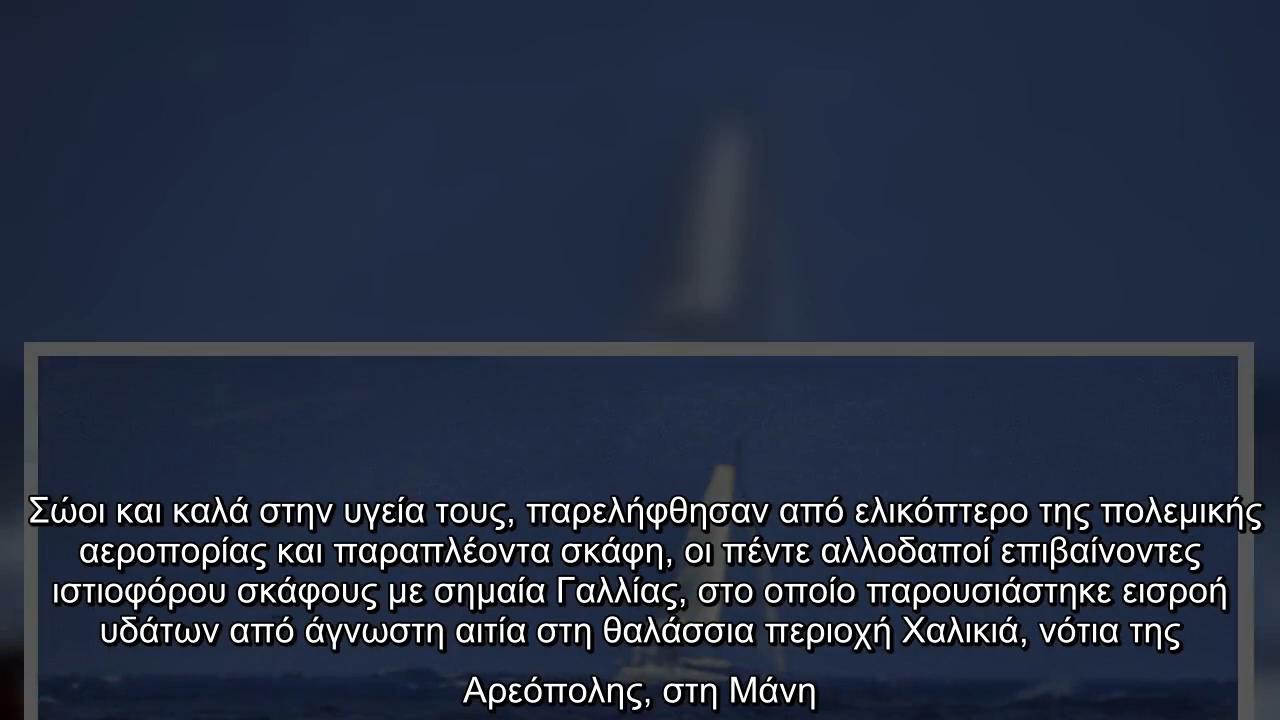 Σώοι και καλά στην υγεία τους, παρελήφθησαν από ελικόπτερο της πολεμικής
αεροπορίας και παραπλέοντα σκάφη, οι πέντε αλλοδαποί επιβαίνοντες
ιστιοφόρου σκάφους με σημαία Γαλλίας, στο οποίο παρουσιάστηκε εισροή
υδάτων από άγνωστη αιτία στη θαλάσσια περιοχή Χαλικιά, νότια της
Αρεόπολης, στη Μάνη